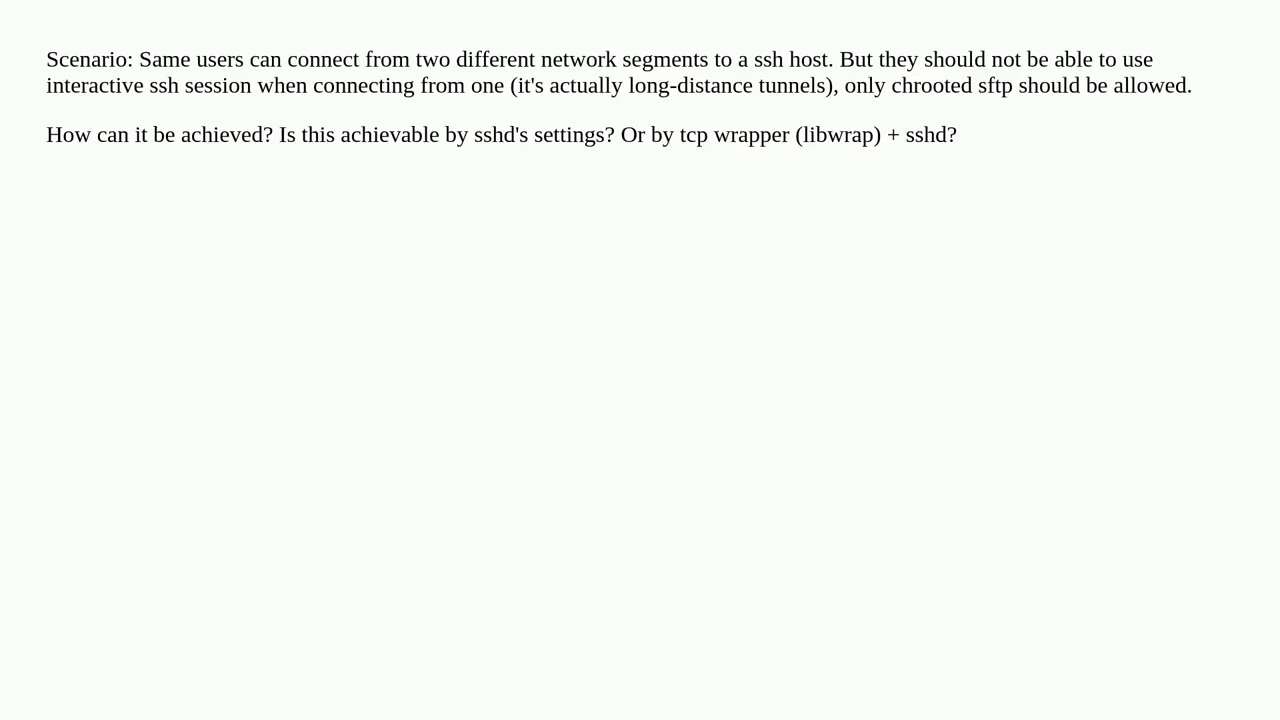 Scenario: Same users can connect from two different network segments to a ssh host. But they should not be able to use
interactive ssh session when connecting from one (it's actually long-distance tunnels), only chrooted sftp should be allowed.
How can it be achieved? Is this achievable by sshd's settings? Or by tcp wrapper (libwrap) + sshd?